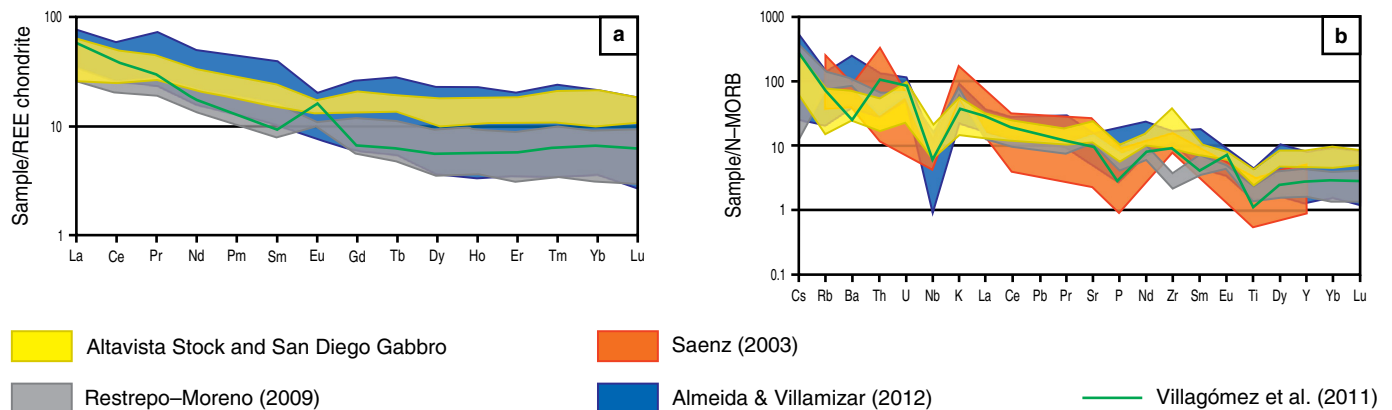 a
Sample/REE chondrite
100
10
1
La Ce Pr Nd Pm Sm Eu Gd Tb Dy Ho Er Tm Yb Lu
b
Sample/N–MORB
1000
100
10
1
0.1
Cs Rb Ba Th U Nb K La Ce Pb Pr Sr P Nd Zr Sm Eu Ti Dy Y Yb Lu
Altavista Stock and San Diego Gabbro
Saenz (2003)
Restrepo–Moreno (2009)
Almeida & Villamizar (2012)
Villagómez et al. (2011)